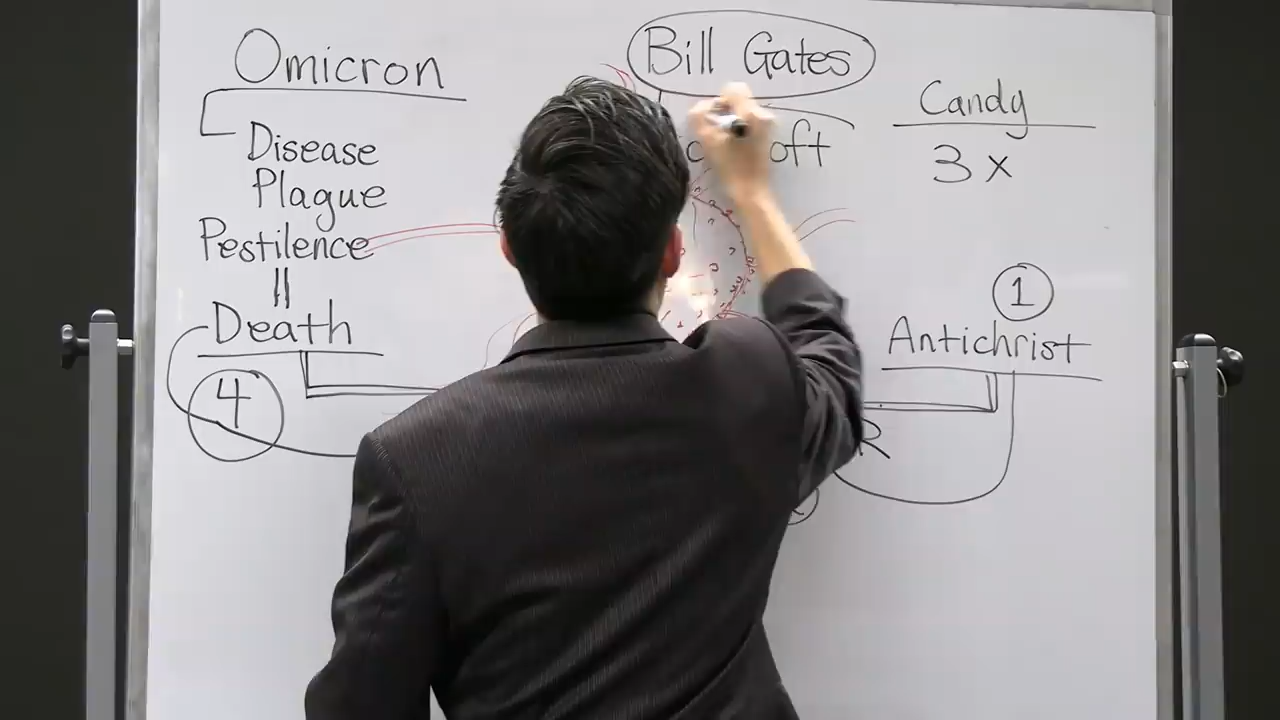 Omicron
Disease
Plague
Pestilence
Death
4
Bill Gates
Candy
3 x
1
Antichrist
R